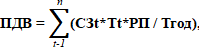 n
ПДВ = ∑(СЗt*Tt*РП / Тгод),
t-1